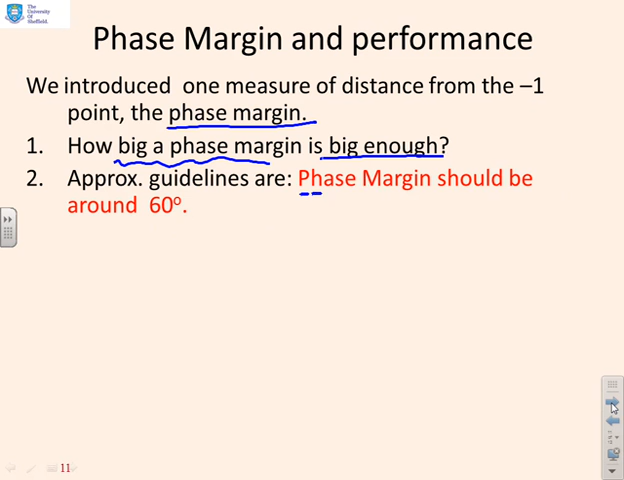 The
University
Of
Sheffield.
Phase Margin and performance
We introduced one measure of distance from the –1
point, the phase margin.
1. How big a phase margin is big enough?
2. Approx. guidelines are: Phase Margin should be
around 60º.
11